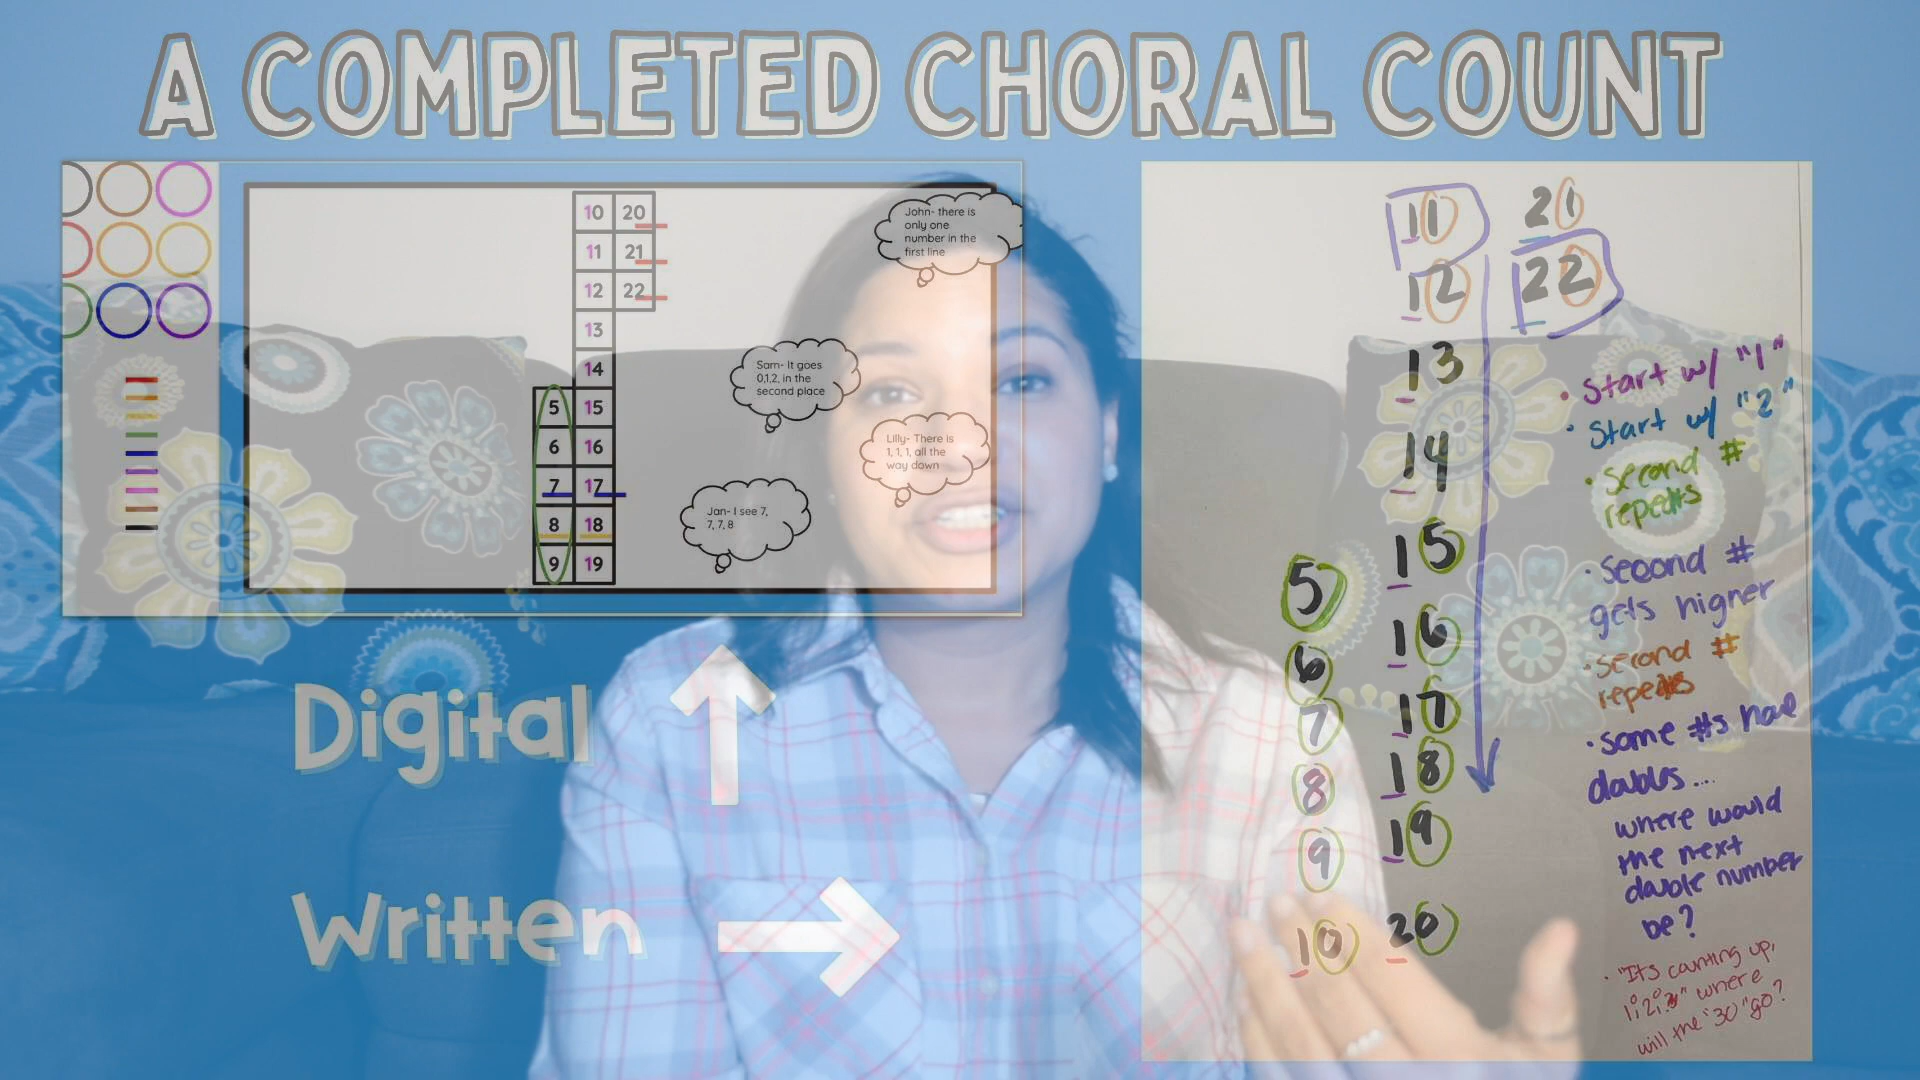 A COMPLETED CHORAL COUNT
10 20
11 21
12 22
13
14
5 15
6 16
7 17
8 18
9 19
John- there is
only one
number in the
first line
Sam- It goes
0,1,2, in the
second place
Lilly- There is
1, 1, 1, all the
way down
Jan- I see 7,
7, 7, 8
Digital
Written
11 21
12 22
13
14
5 15
6 16
7 17
8 18
9 19
10 20
• Start w/ "1"
• Start w/ "2"
• second #
repeats
• second #
gets higher
• second #
repeats
• some #s have
doubles....
where would
the next
double number
be?
• "Its counting up,
1, 2, 3" where
will the "30" go?